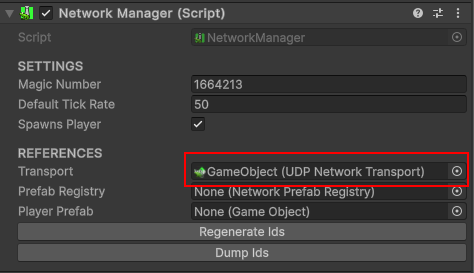 Network Manager (Script)
Script NetworkManager
SETTINGS
Magic Number 1664213
Default Tick Rate 50
Spawns Player
REFERENCES
Transport GameObject (UDP Network Transport)
Prefab Registry None (Network Prefab Registry)
Player Prefab None (Game Object)
Regenerate Ids
Dump Ids